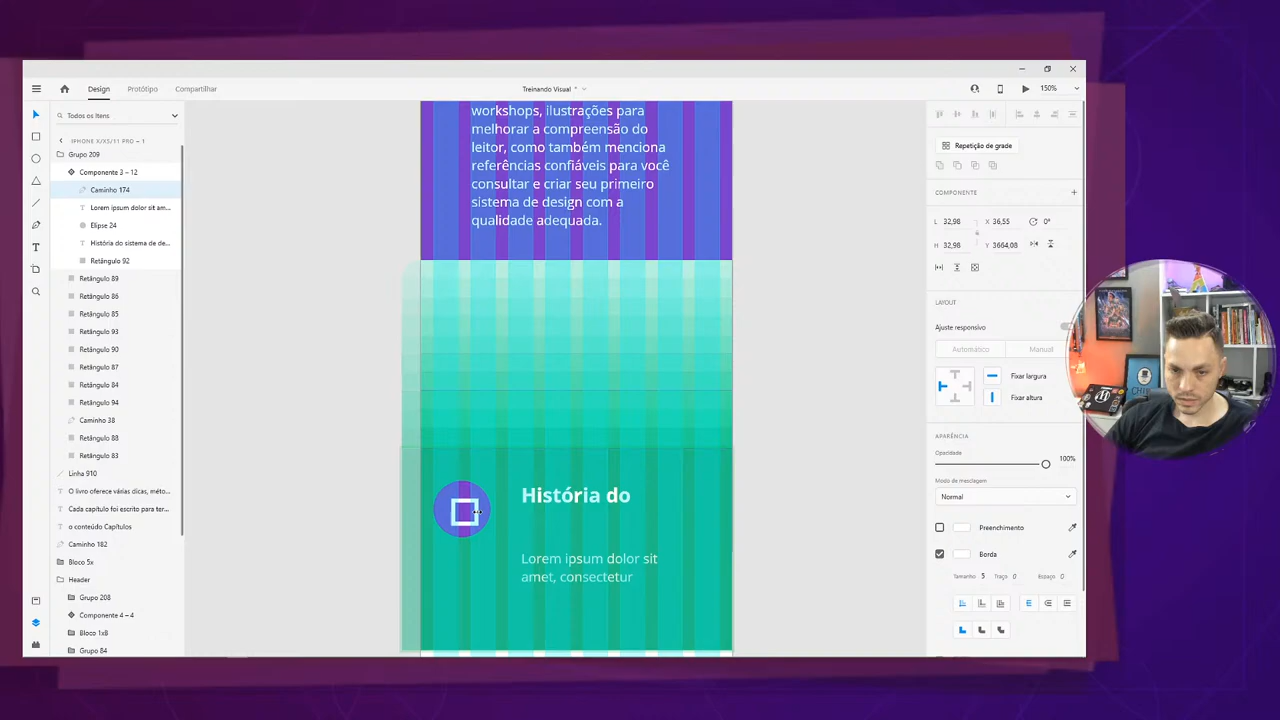 Design
Protótipo
Compartilhar
Treinando Visual *
150%
Todos os Itens
IPHONE X/XS/11 PRO – 1
Grupo 209
Componente 3 – 12
Caminho 174
Lorem ipsum dolor sit am...
Elipse 24
História do sistema de de...
Retângulo 92
Retângulo 89
Retângulo 86
Retângulo 85
Retângulo 93
Retângulo 90
Retângulo 87
Retângulo 84
Retângulo 94
Caminho 38
Retângulo 88
Retângulo 83
Linha 910
O livro oferece várias dicas, méto...
Cada capítulo foi escrito para ter...
o conteúdo Capítulos
Caminho 182
Bloco 5x
Header
Grupo 208
Componente 4 – 4
Bloco 1x8
Grupo 84
workshops, ilustrações para
melhorar a compreensão do
leitor, como também menciona
referências confiáveis para você
consultar e criar seu primeiro
sistema de design com a
qualidade adequada.
História do
Lorem ipsum dolor sit
amet, consectetur
Repetição de grade
COMPONENTE
L 32,98 X 36,55 0°
H 32,98 Y 3664,08
LAYOUT
Ajuste responsivo
Automático Manual
Fixar largura
Fixar altura
APARÊNCIA
Opacidade
100%
Modo de mesclagem
Normal
Preenchimento
Borda
Tamanho 5 Traço 0 Espaço 0